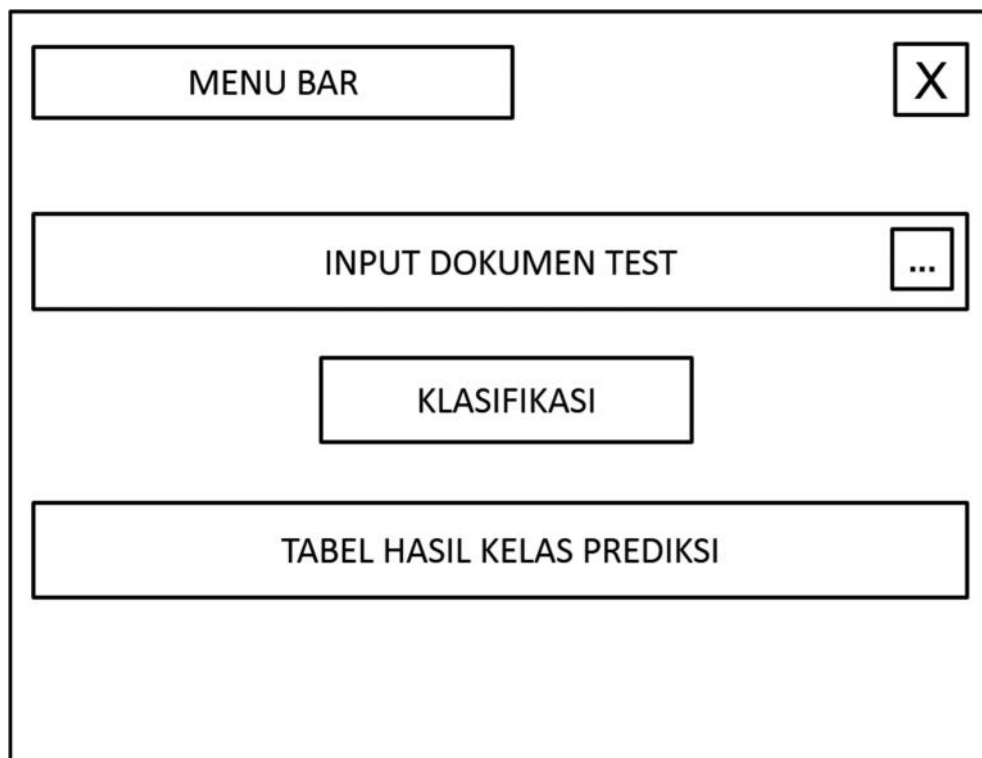 MENU BAR
X
INPUT DOKUMEN TEST
...
KLASIFIKASI
TABEL HASIL KELAS PREDIKSI